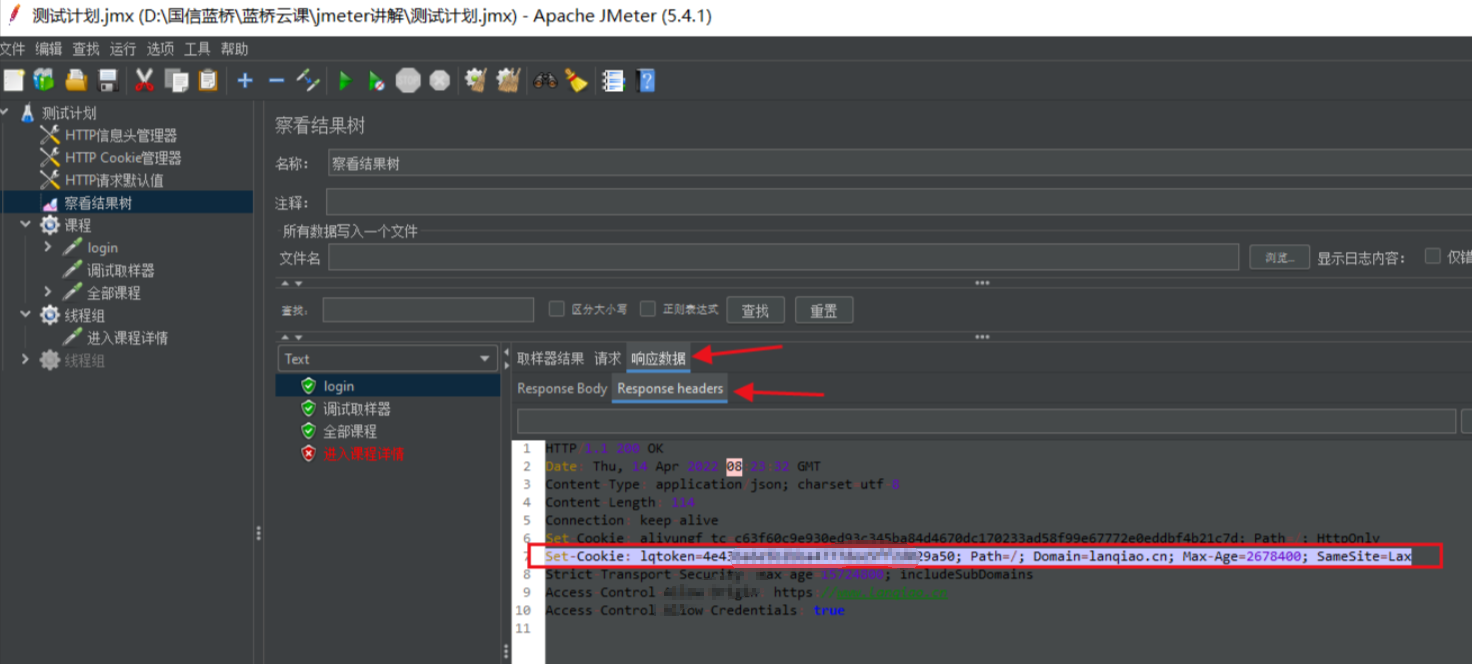 测试计划.jmx (D:\国信蓝桥\蓝桥云课\jmeter讲解\测试计划.jmx) - Apache JMeter (5.4.1)
文件 编辑 查找 运行 选项 工具 帮助
测试计划
HTTP信息头管理器
HTTP Cookie管理器
HTTP请求默认值
察看结果树
课程
login
调试取样器
全部课程
线程组
进入课程详情
线程组
察看结果树
名称: 察看结果树
注释:
所有数据写入一个文件
文件名 浏览... 显示日志内容: 仅错
查找: 区分大小写 正则表达式 查找 重置
Text
login
调试取样器
全部课程
进入课程详情
取样器结果 请求 响应数据
Response Body Response headers
1 HTTP 1.1 200 OK
2 Date Thu, 14 Apr 2022 08 23 32 GMT
3 Content Type application json; charset utf 8
4 Content Length 114
5 Connection keep alive
6 Set Cookie aliyungf tc c63f60c9e930ed93c345ba84d4670dc170233ad58f99e67772e0eddbf4b21c7d; Path ; HttpOnly
7 Set-Cookie: lqtoken=4e43 29a50; Path=/; Domain=lanqiao.cn; Max-Age=2678400; SameSite=Lax
8 Strict Transport Security max age 15724800; includeSubDomains
9 Access Control https
10 Access Control Allow Credentials true
11